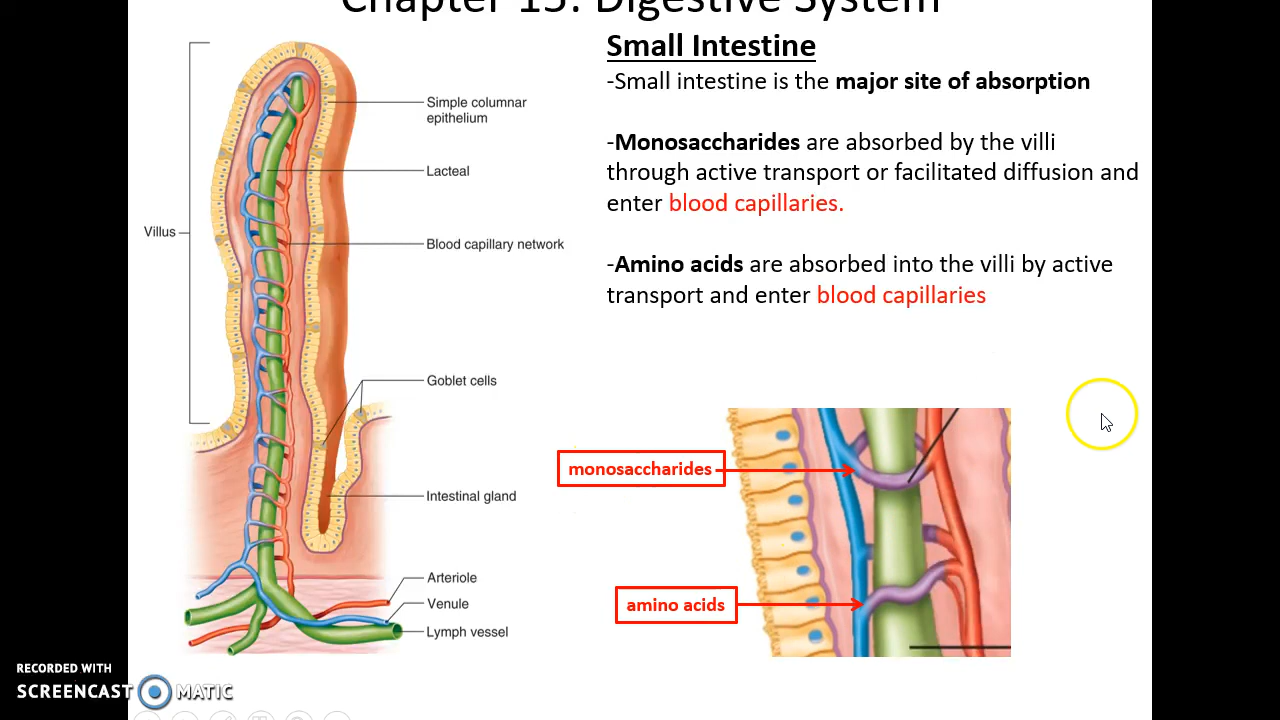 Chapter 15: Digestive System
Small Intestine
-Small intestine is the major site of absorption
-Monosaccharides are absorbed by the villi
through active transport or facilitated diffusion and
enter blood capillaries.
-Amino acids are absorbed into the villi by active
transport and enter blood capillaries
Simple columnar
epithelium
Lacteal
Villus
Blood capillary network
Goblet cells
Intestinal gland
Arteriole
Venule
Lymph vessel
monosaccharides
amino acids
RECORDED WITH
SCREENCAST MATIC